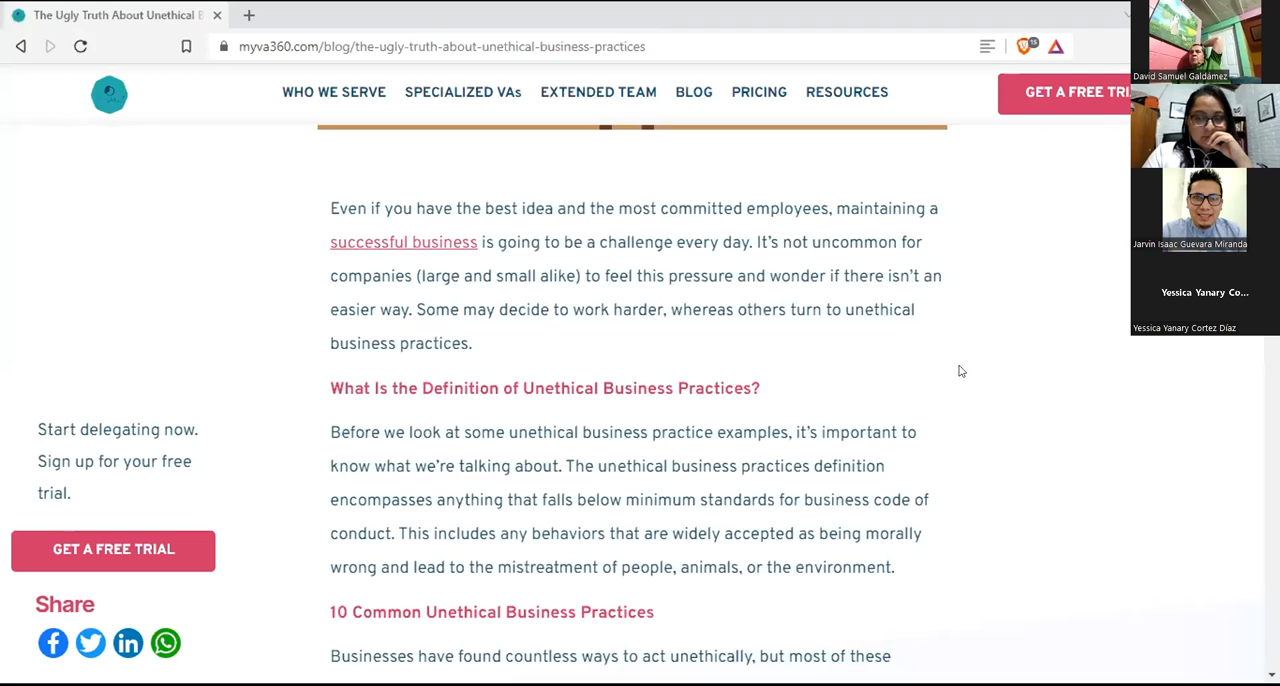 The Ugly Truth About Unethical B
myva360.com/blog/the-ugly-truth-about-unethical-business-practices
15
WHO WE SERVE SPECIALIZED VAs EXTENDED TEAM BLOG PRICING RESOURCES
GET A FREE TRI
Even if you have the best idea and the most committed employees, maintaining a
successful business is going to be a challenge every day. It's not uncommon for
companies (large and small alike) to feel this pressure and wonder if there isn't an
easier way. Some may decide to work harder, whereas others turn to unethical
business practices.
What Is the Definition of Unethical Business Practices?
Before we look at some unethical business practice examples, it's important to
know what we're talking about. The unethical business practices definition
encompasses anything that falls below minimum standards for business code of
conduct. This includes any behaviors that are widely accepted as being morally
wrong and lead to the mistreatment of people, animals, or the environment.
10 Common Unethical Business Practices
Businesses have found countless ways to act unethically, but most of these
Start delegating now.
Sign up for your free
trial.
GET A FREE TRIAL
Share
David Samuel Galdámez
Jarvin Isaac Guevara Miranda
Yessica Yanary Co...
Yessica Yanary Cortez Díaz